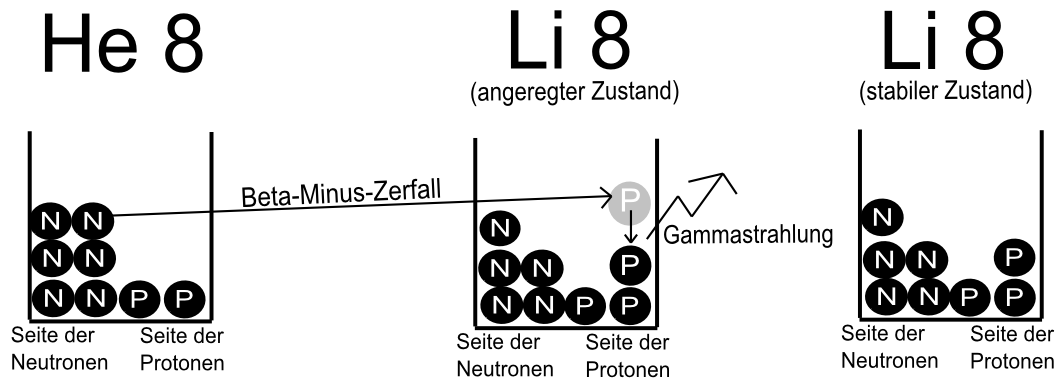 He 8
Li 8
(angeregter Zustand)
Li 8
(stabiler Zustand)
Beta-Minus-Zerfall
Gammastrahlung
N N
N N
N N P P
Seite der
Neutronen
Seite der
Protonen
P
N
N N P
N N P P
Seite der
Neutronen
Seite der
Protonen
N
N N P
N N P P
Seite der
Neutronen
Seite der
Protonen